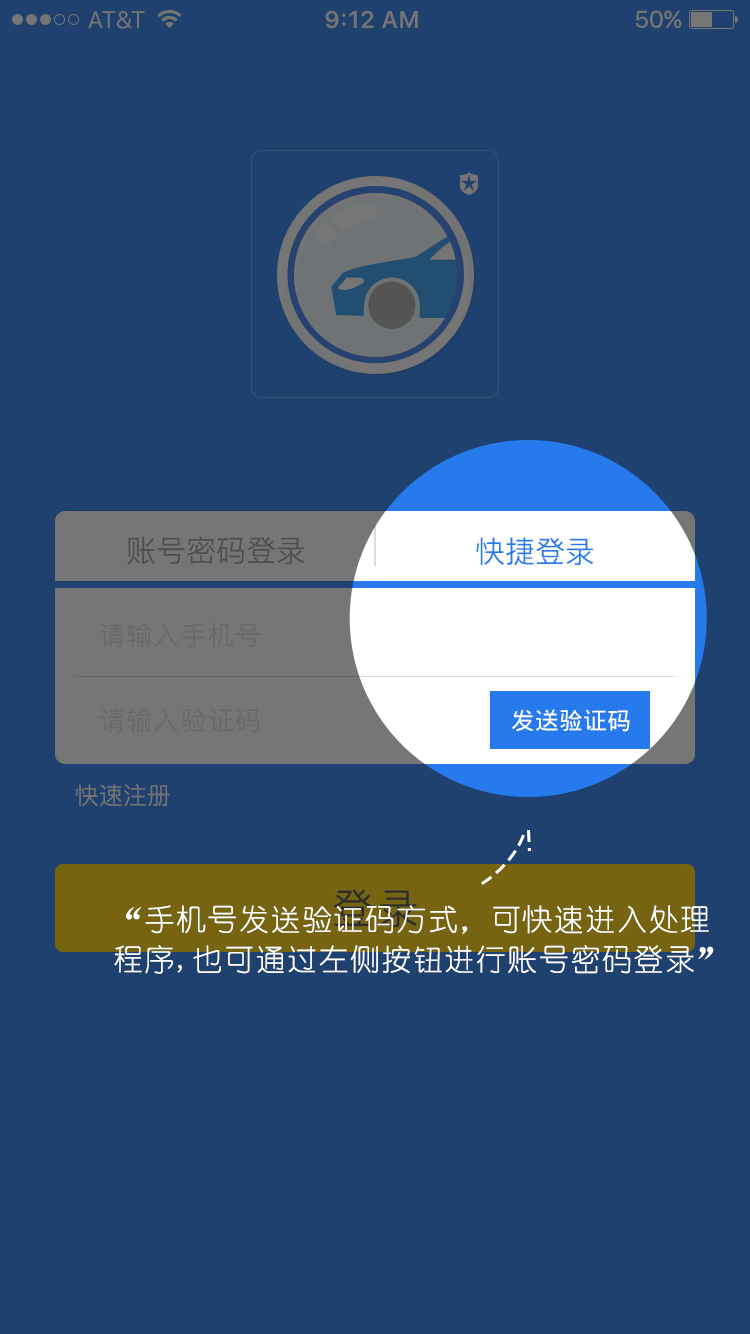 AT&T 9:12 AM 50%
账号密码登录 快捷登录
请输入手机号
请输入验证码 发送验证码
快速注册
登录
“手机号发送验证码方式，可快速进入处理
程序,也可通过左侧按钮进行账号密码登录”